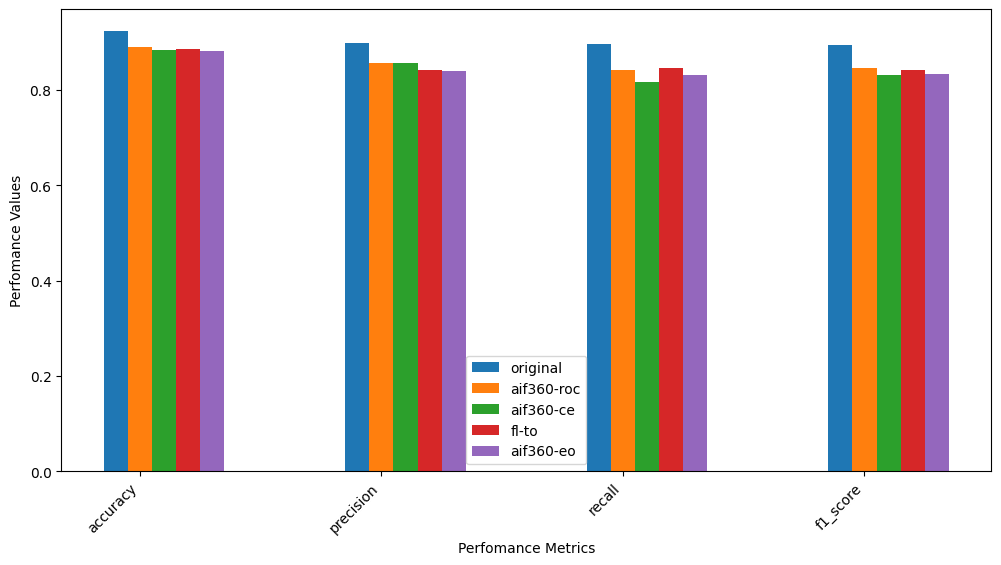 Perfomance Values
0.8
0.6
0.4
0.2
0.0
original
aif360-roc
aif360-ce
fl-to
aif360-eo
accuracy
precision
recall
f1_score
Perfomance Metrics